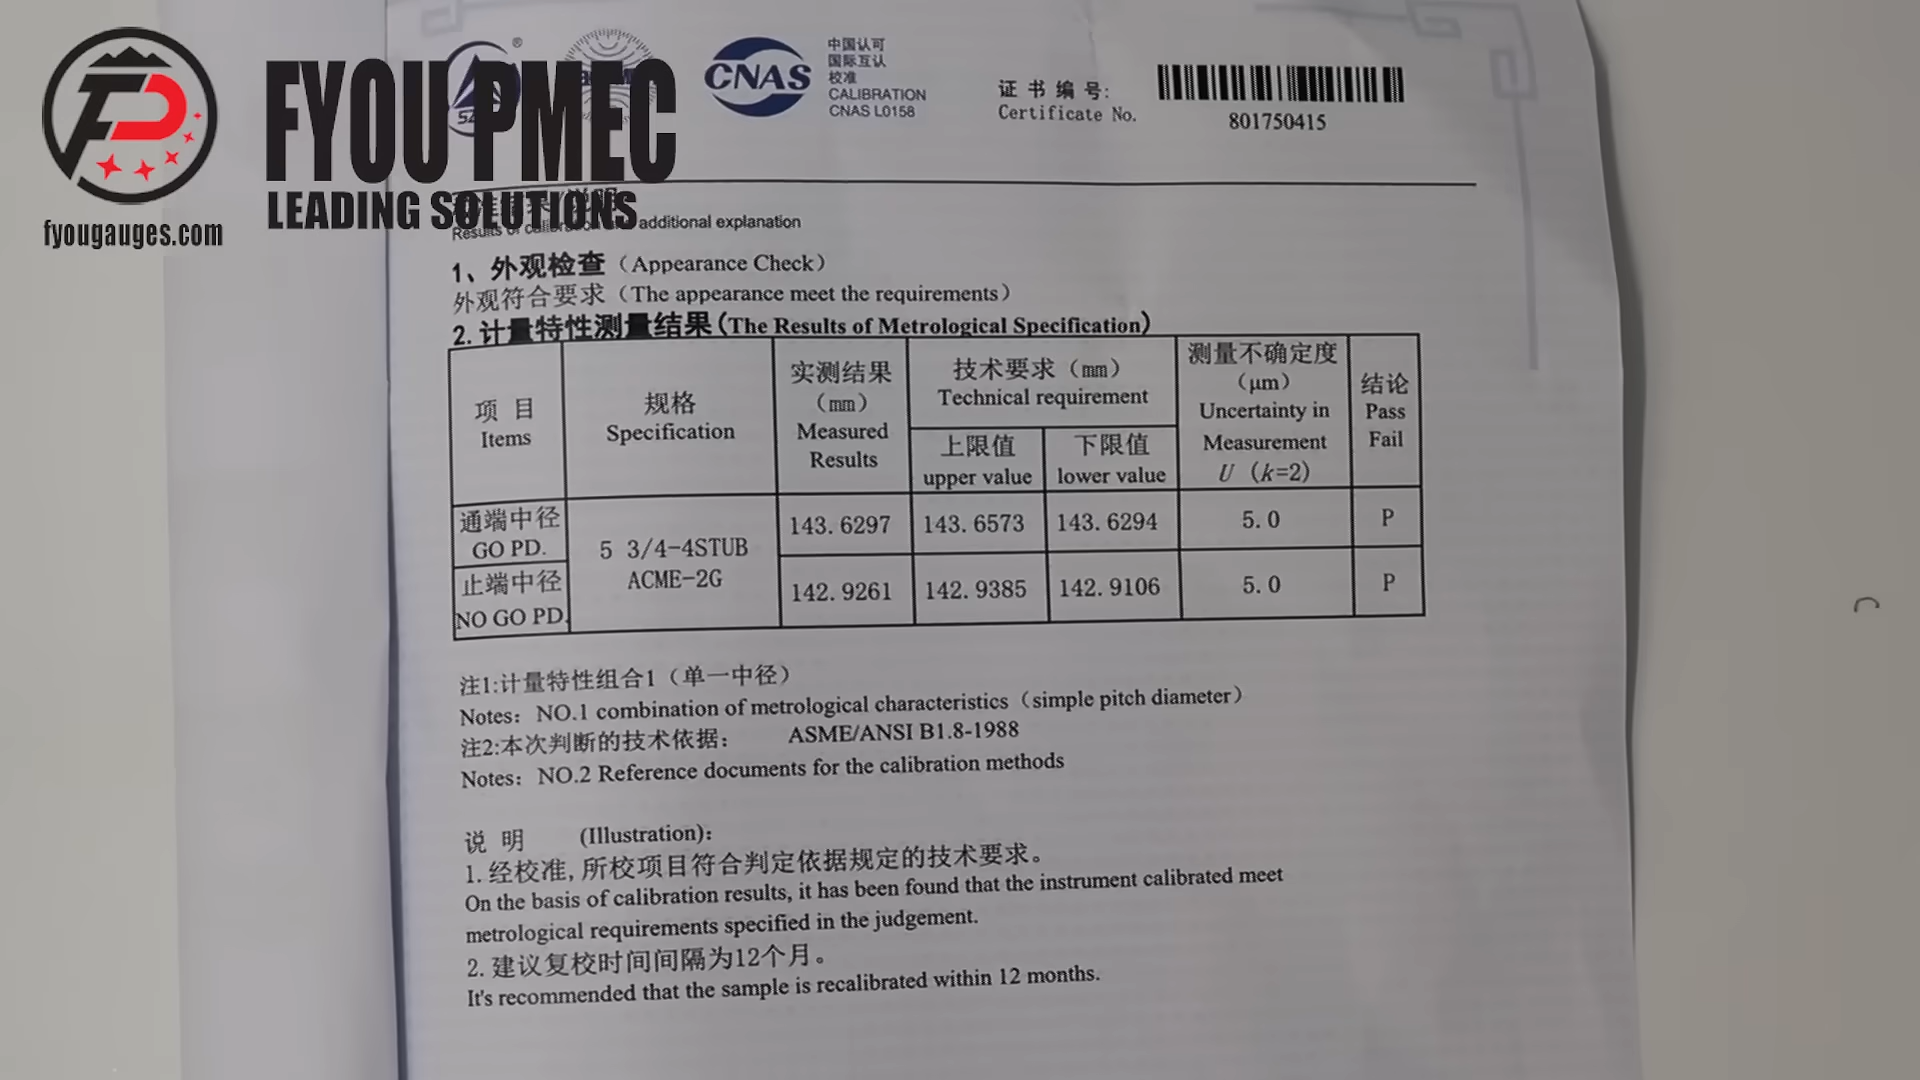 FYOU PMEC
LEADING SOLUTIONS
fyougauges.com
CNAS
中国认可
国际互认
校准
CALIBRATION
CNAS L0158
证书编号:
Certificate No.
801750415
Results of calibration additional explanation
1、外观检查（Appearance Check）
外观符合要求（The appearance meet the requirements）
2.计量特性测量结果(The Results of Metrological Specification)
项 目
Items
规格
Specification
实测结果
（mm）
Measured
Results
技术要求（mm）
Technical requirement
上限值
upper value
下限值
lower value
测量不确定度
（μm）
Uncertainty in
Measurement
U （k=2）
结论
Pass
Fail
通端中径
GO PD.
5 3/4-4STUB
ACME-2G
143.6297
143.6573
143.6294
5.0
P
止端中径
NO GO PD.
142.9261
142.9385
142.9106
5.0
P
注1:计量特性组合1（单一中径）
Notes: NO.1 combination of metrological characteristics（simple pitch diameter）
注2:本次判断的技术依据: ASME/ANSI B1.8-1988
Notes: NO.2 Reference documents for the calibration methods
说 明 (Illustration):
1. 经校准, 所校项目符合判定依据规定的技术要求。
On the basis of calibration results, it has been found that the instrument calibrated meet
metrological requirements specified in the judgement.
2. 建议复校时间间隔为12个月。
It's recommended that the sample is recalibrated within 12 months.